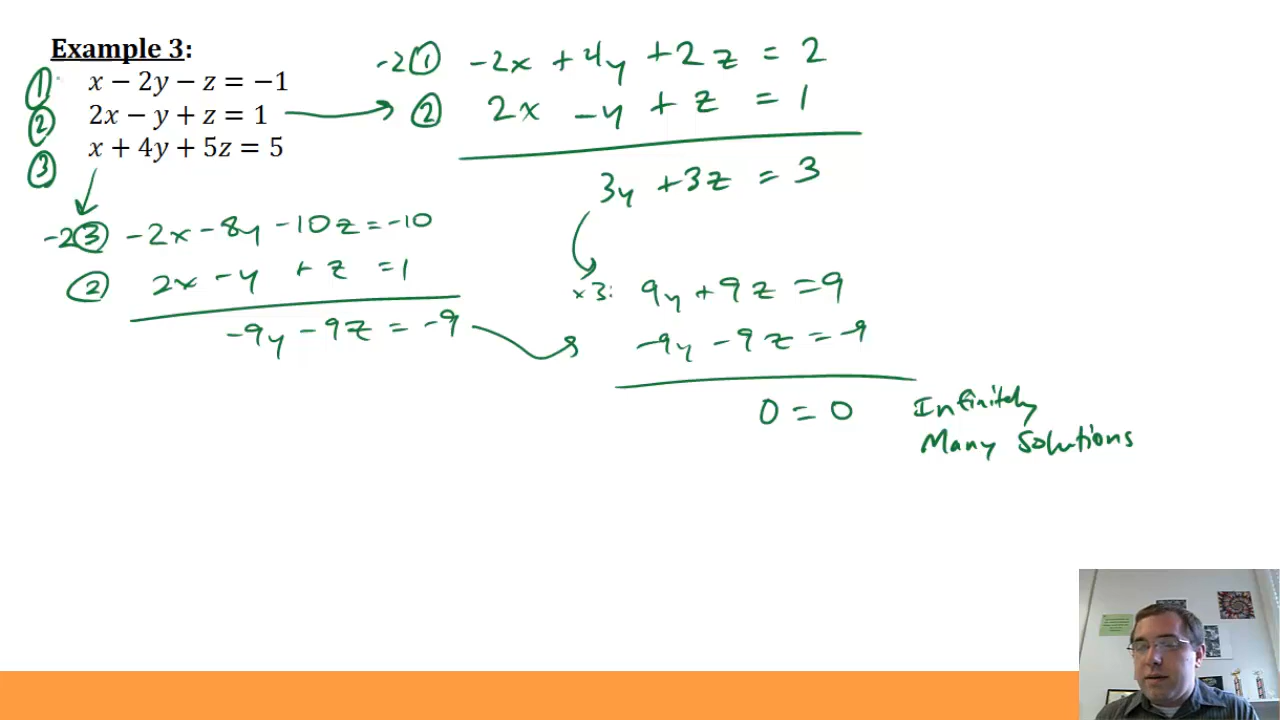 Example 3:
① x − 2y − z = −1
② 2x − y + z = 1
③ x + 4y + 5z = 5
-2① -2x + 4y + 2z = 2
② 2x - y + z = 1
3y + 3z = 3
-2③ -2x - 8y - 10z = -10
② 2x - y + z = 1
-9y - 9z = -9
x3: 9y + 9z = 9
-9y - 9z = -9
0 = 0
Infinitely
Many Solutions